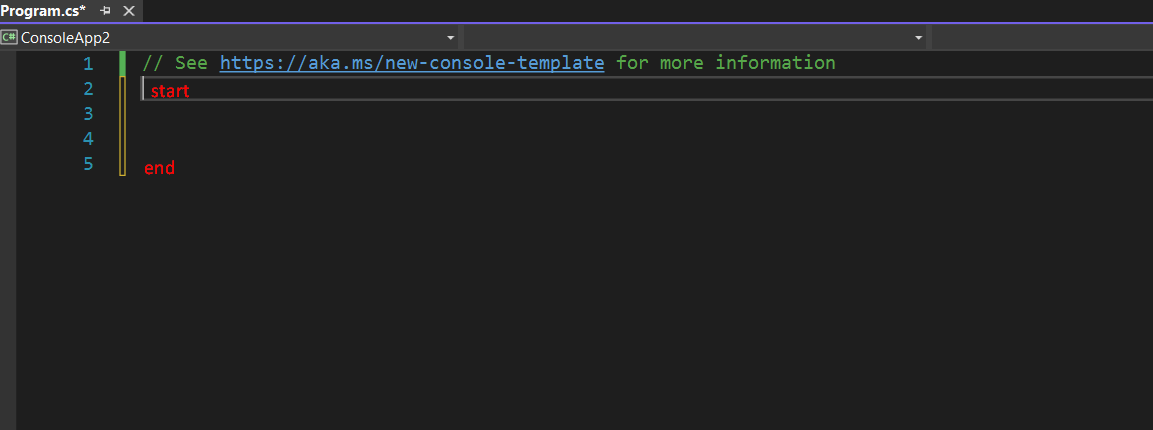 Program.cs*
C# ConsoleApp2
1 // See https://aka.ms/new-console-template for more information
2 start
3
4
5 end